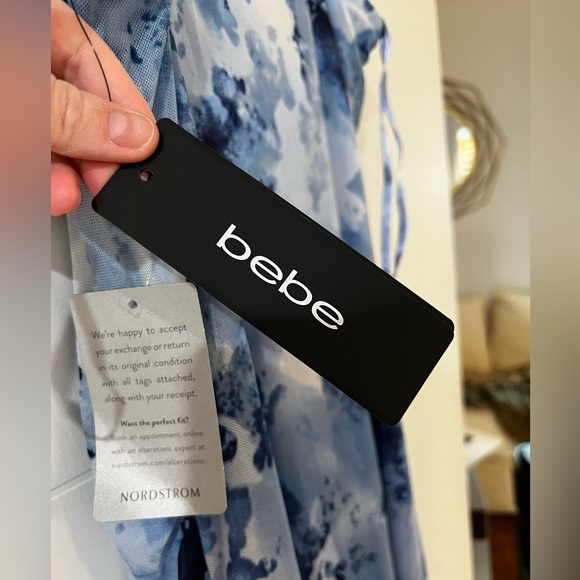 bebe
We're happy to accept
your exchange or return
in its original condition
with all tags attached,
along with your receipt.
Want the perfect fit?
Book an appointment online
with an alterations expert at
nordstrom.com/alterations.
NORDSTROM